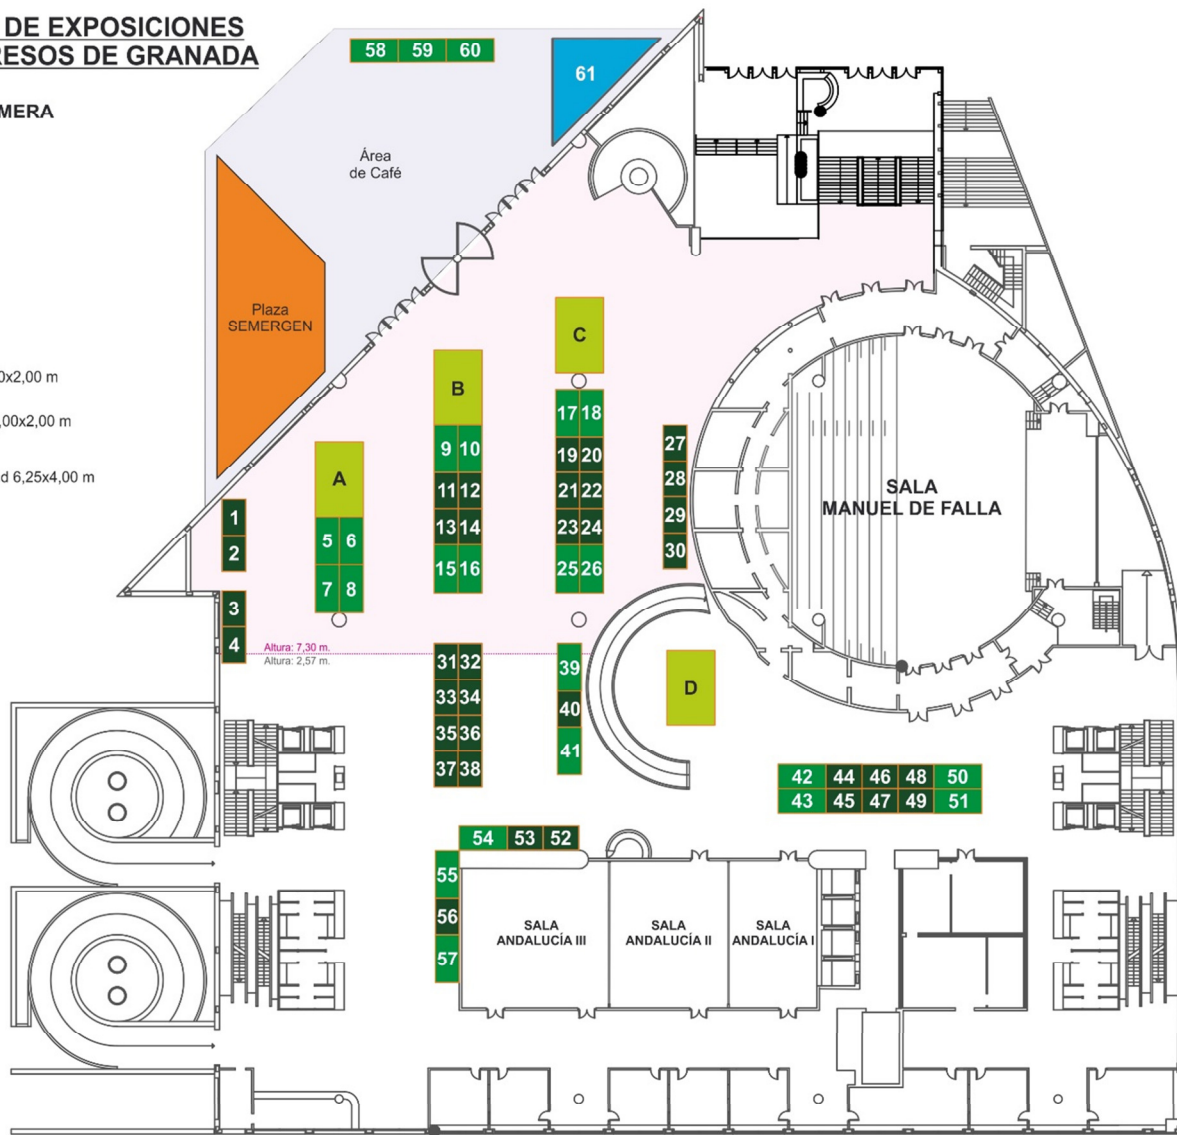 DE EXPOSICIONES
RESOS DE GRANADA
MERA
58 59 60
61
Área
de Café
Plaza
SEMERGEN
0x2,00 m
,00x2,00 m
d 6,25x4,00 m
C
B
A
17 18
9 10
19 20
27
11 12
21 22
28
13 14
23 24
29
15 16
25 26
30
1
2
5 6
7 8
3
4
SALA
MANUEL DE FALLA
Altura: 7,30 m.
Altura: 2,57 m.
31 32
33 34
35 36
37 38
39
40
41
D
42 44 46 48 50
43 45 47 49 51
54 53 52
55
56
57
SALA
ANDALUCÍA III
SALA
ANDALUCÍA II
SALA
ANDALUCÍA I